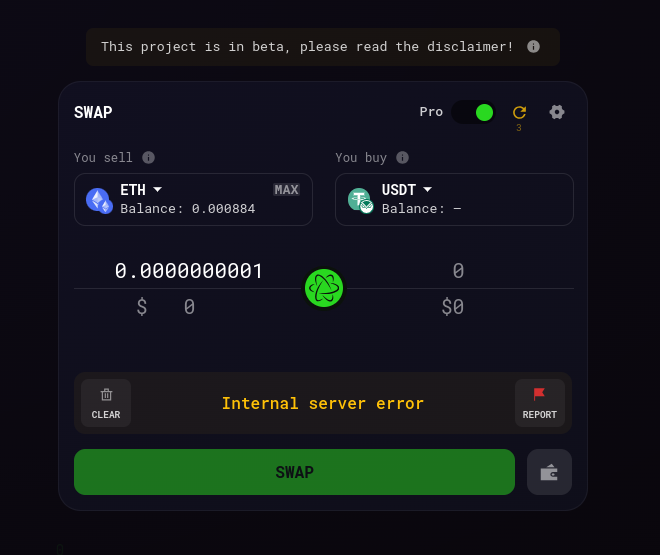 This project is in beta, please read the disclaimer!
SWAP
Pro
3
You sell
You buy
ETH
MAX
Balance: 0.000884
USDT
Balance: —
0.0000000001
0
$ 0
$0
CLEAR
Internal server error
REPORT
SWAP